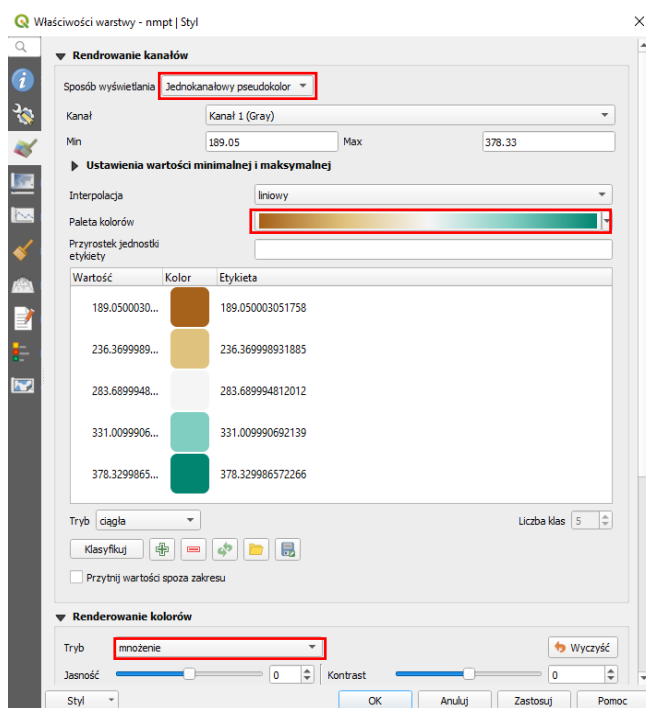 Właściwości warstwy - nmpt | Styl
Rendrowanie kanałów
Sposób wyświetlania Jednokanałowy pseudokolor
Kanał Kanał 1 (Gray)
Min 189.05 Max 378.33
Ustawienia wartości minimalnej i maksymalnej
Interpolacja liniowy
Paleta kolorów
Przyrostek jednostki
etykiety
Wartość Kolor Etykieta
189.0500030... 189.050003051758
236.3699989... 236.369998931885
283.6899948... 283.689994812012
331.0099906... 331.009990692139
378.3299865... 378.329986572266
Tryb ciągła Liczba klas 5
Klasyfikuj
Przytnij wartości spoza zakresu
Renderowanie kolorów
Tryb mnożenie Wyczyść
Jasność 0 Kontrast 0
Styl OK Anuluj Zastosuj Pomoc